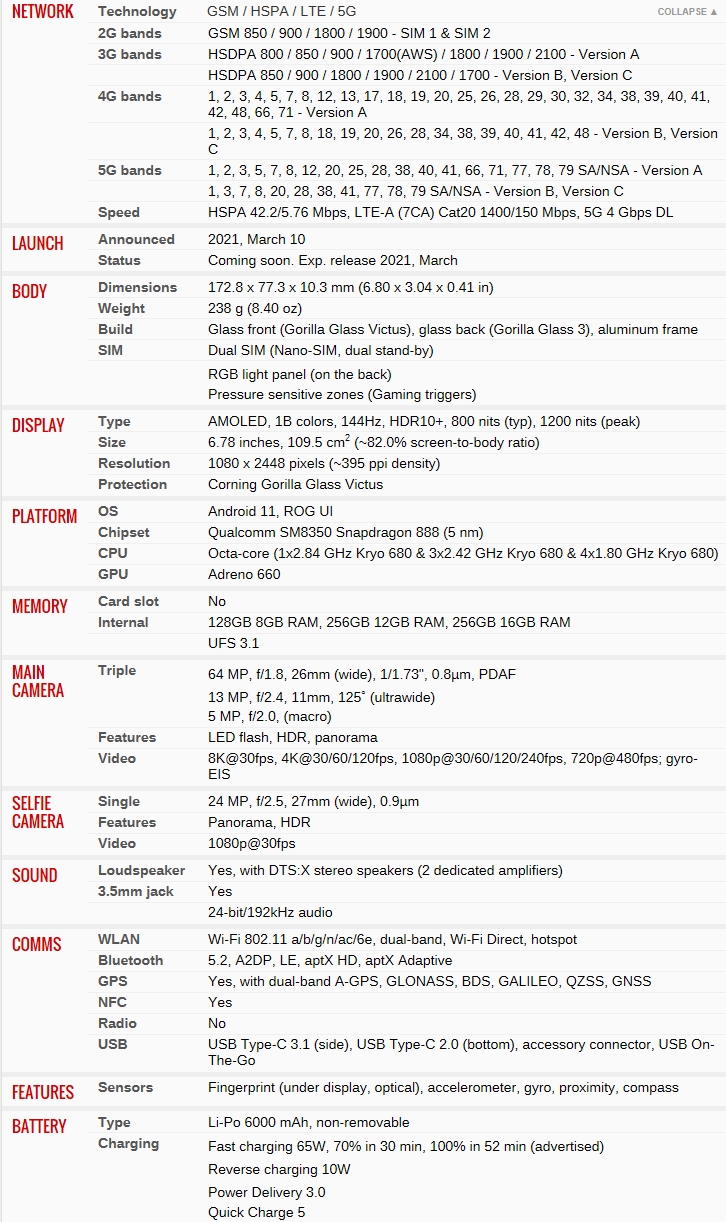 NETWORK Technology GSM / HSPA / LTE / 5G COLLAPSE ▲
2G bands GSM 850 / 900 / 1800 / 1900 - SIM 1 & SIM 2
3G bands HSDPA 800 / 850 / 900 / 1700(AWS) / 1800 / 1900 / 2100 - Version A
HSDPA 850 / 900 / 1800 / 1900 / 2100 / 1700 - Version B, Version C
4G bands 1, 2, 3, 4, 5, 7, 8, 12, 13, 17, 18, 19, 20, 25, 26, 28, 29, 30, 32, 34, 38, 39, 40, 41,
42, 48, 66, 71 - Version A
1, 2, 3, 4, 5, 7, 8, 18, 19, 20, 26, 28, 34, 38, 39, 40, 41, 42, 48 - Version B, Version
C
5G bands 1, 2, 3, 5, 7, 8, 12, 20, 25, 28, 38, 40, 41, 66, 71, 77, 78, 79 SA/NSA - Version A
1, 3, 7, 8, 20, 28, 38, 41, 77, 78, 79 SA/NSA - Version B, Version C
Speed HSPA 42.2/5.76 Mbps, LTE-A (7CA) Cat20 1400/150 Mbps, 5G 4 Gbps DL
LAUNCH Announced 2021, March 10
Status Coming soon. Exp. release 2021, March
BODY Dimensions 172.8 x 77.3 x 10.3 mm (6.80 x 3.04 x 0.41 in)
Weight 238 g (8.40 oz)
Build Glass front (Gorilla Glass Victus), glass back (Gorilla Glass 3), aluminum frame
SIM Dual SIM (Nano-SIM, dual stand-by)
RGB light panel (on the back)
Pressure sensitive zones (Gaming triggers)
DISPLAY Type AMOLED, 1B colors, 144Hz, HDR10+, 800 nits (typ), 1200 nits (peak)
Size 6.78 inches, 109.5 cm² (~82.0% screen-to-body ratio)
Resolution 1080 x 2448 pixels (~395 ppi density)
Protection Corning Gorilla Glass Victus
PLATFORM OS Android 11, ROG UI
Chipset Qualcomm SM8350 Snapdragon 888 (5 nm)
CPU Octa-core (1x2.84 GHz Kryo 680 & 3x2.42 GHz Kryo 680 & 4x1.80 GHz Kryo 680)
GPU Adreno 660
MEMORY Card slot No
Internal 128GB 8GB RAM, 256GB 12GB RAM, 256GB 16GB RAM
UFS 3.1
MAIN CAMERA Triple 64 MP, f/1.8, 26mm (wide), 1/1.73", 0.8µm, PDAF
13 MP, f/2.4, 11mm, 125˚ (ultrawide)
5 MP, f/2.0, (macro)
Features LED flash, HDR, panorama
Video 8K@30fps, 4K@30/60/120fps, 1080p@30/60/120/240fps, 720p@480fps; gyro-
EIS
SELFIE CAMERA Single 24 MP, f/2.5, 27mm (wide), 0.9µm
Features Panorama, HDR
Video 1080p@30fps
SOUND Loudspeaker Yes, with DTS:X stereo speakers (2 dedicated amplifiers)
3.5mm jack Yes
24-bit/192kHz audio
COMMS WLAN Wi-Fi 802.11 a/b/g/n/ac/6e, dual-band, Wi-Fi Direct, hotspot
Bluetooth 5.2, A2DP, LE, aptX HD, aptX Adaptive
GPS Yes, with dual-band A-GPS, GLONASS, BDS, GALILEO, QZSS, GNSS
NFC Yes
Radio No
USB USB Type-C 3.1 (side), USB Type-C 2.0 (bottom), accessory connector, USB On-
The-Go
FEATURES Sensors Fingerprint (under display, optical), accelerometer, gyro, proximity, compass
BATTERY Type Li-Po 6000 mAh, non-removable
Charging Fast charging 65W, 70% in 30 min, 100% in 52 min (advertised)
Reverse charging 10W
Power Delivery 3.0
Quick Charge 5